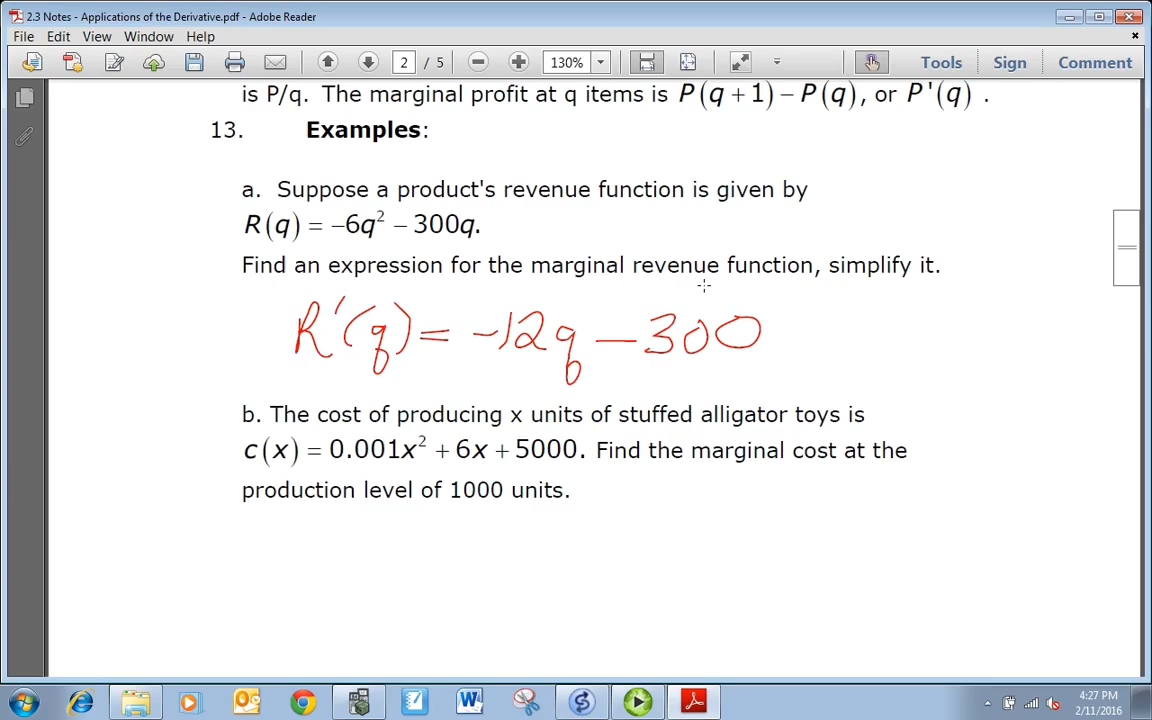 2.3 Notes - Applications of the Derivative.pdf - Adobe Reader
File Edit View Window Help
2 / 5 130% Tools Sign Comment
is P/q. The marginal profit at q items is P(q + 1) − P(q), or P'(q) .
13. Examples:
a. Suppose a product's revenue function is given by
R(q) = −6q² − 300q.
Find an expression for the marginal revenue function, simplify it.
R'(q) = -12q - 300
b. The cost of producing x units of stuffed alligator toys is
c(x) = 0.001x² + 6x + 5000. Find the marginal cost at the
production level of 1000 units.
4:27 PM
2/11/2016